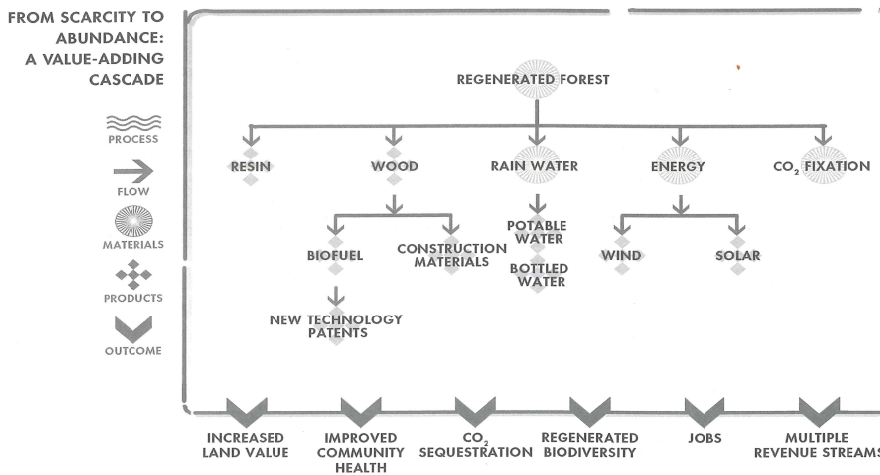 FROM SCARCITY TO
ABUNDANCE:
A VALUE-ADDING
CASCADE
PROCESS
FLOW
MATERIALS
PRODUCTS
OUTCOME
REGENERATED FOREST
RESIN
WOOD
RAIN WATER
ENERGY
CO₂ FIXATION
BIOFUEL
CONSTRUCTION
MATERIALS
POTABLE
WATER
BOTTLED
WATER
WIND
SOLAR
NEW TECHNOLOGY
PATENTS
INCREASED
LAND VALUE
IMPROVED
COMMUNITY
HEALTH
CO₂
SEQUESTRATION
REGENERATED
BIODIVERSITY
JOBS
MULTIPLE
REVENUE STREAMS